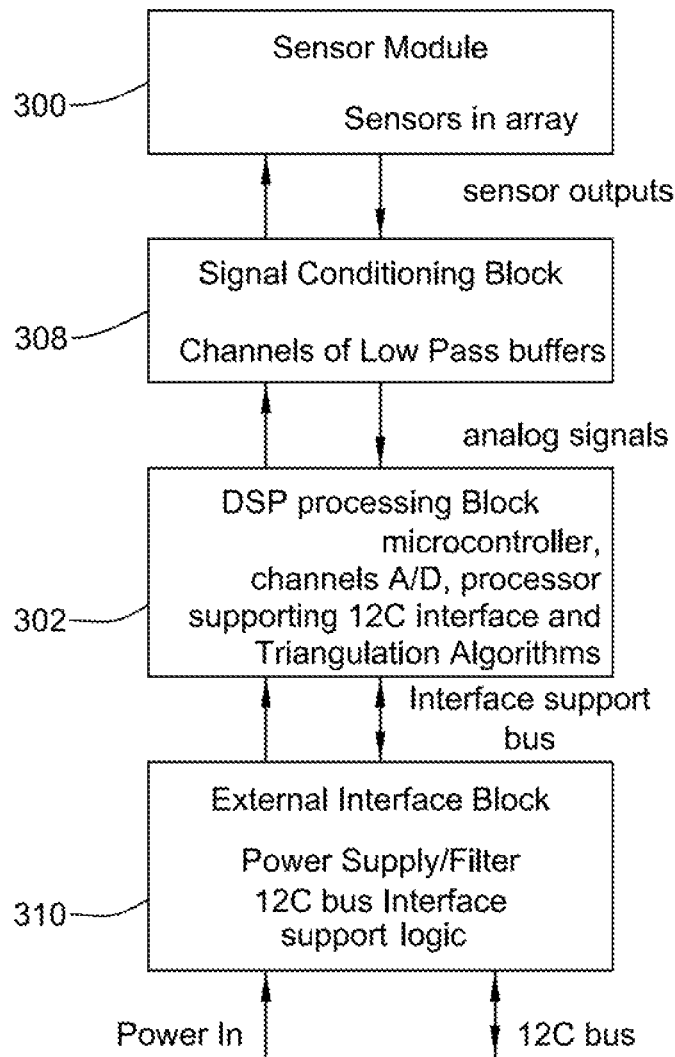 Sensor Module
300
Sensors in array
sensor outputs
Signal Conditioning Block
308
Channels of Low Pass buffers
analog signals
DSP processing Block
microcontroller,
channels A/D, processor
302
supporting 12C interface and
Triangulation Algorithms
Interface support
bus
External Interface Block
Power Supply/Filter
310
12C bus Interface
support logic
Power In
12C bus